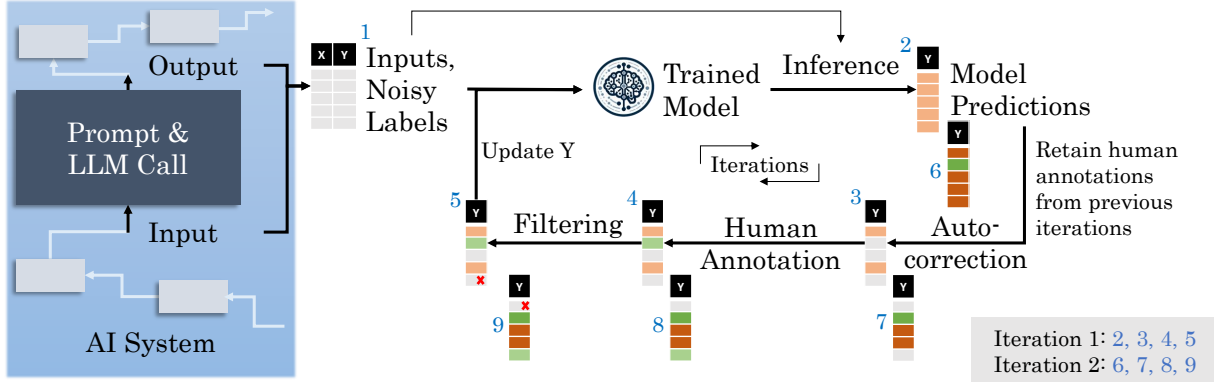 Output
Prompt &
LLM Call
Input
AI System
1
X Y
Inputs,
Noisy
Labels
Trained
Model
Inference
2
Y
Model
Predictions
Y
6
Retain human
annotations
from previous
iterations
Update Y
Iterations
5
Y
Filtering
4
Y
Human
Annotation
3
Y
Auto-
correction
Y
9
Y
8
Y
7
Iteration 1: 2, 3, 4, 5
Iteration 2: 6, 7, 8, 9